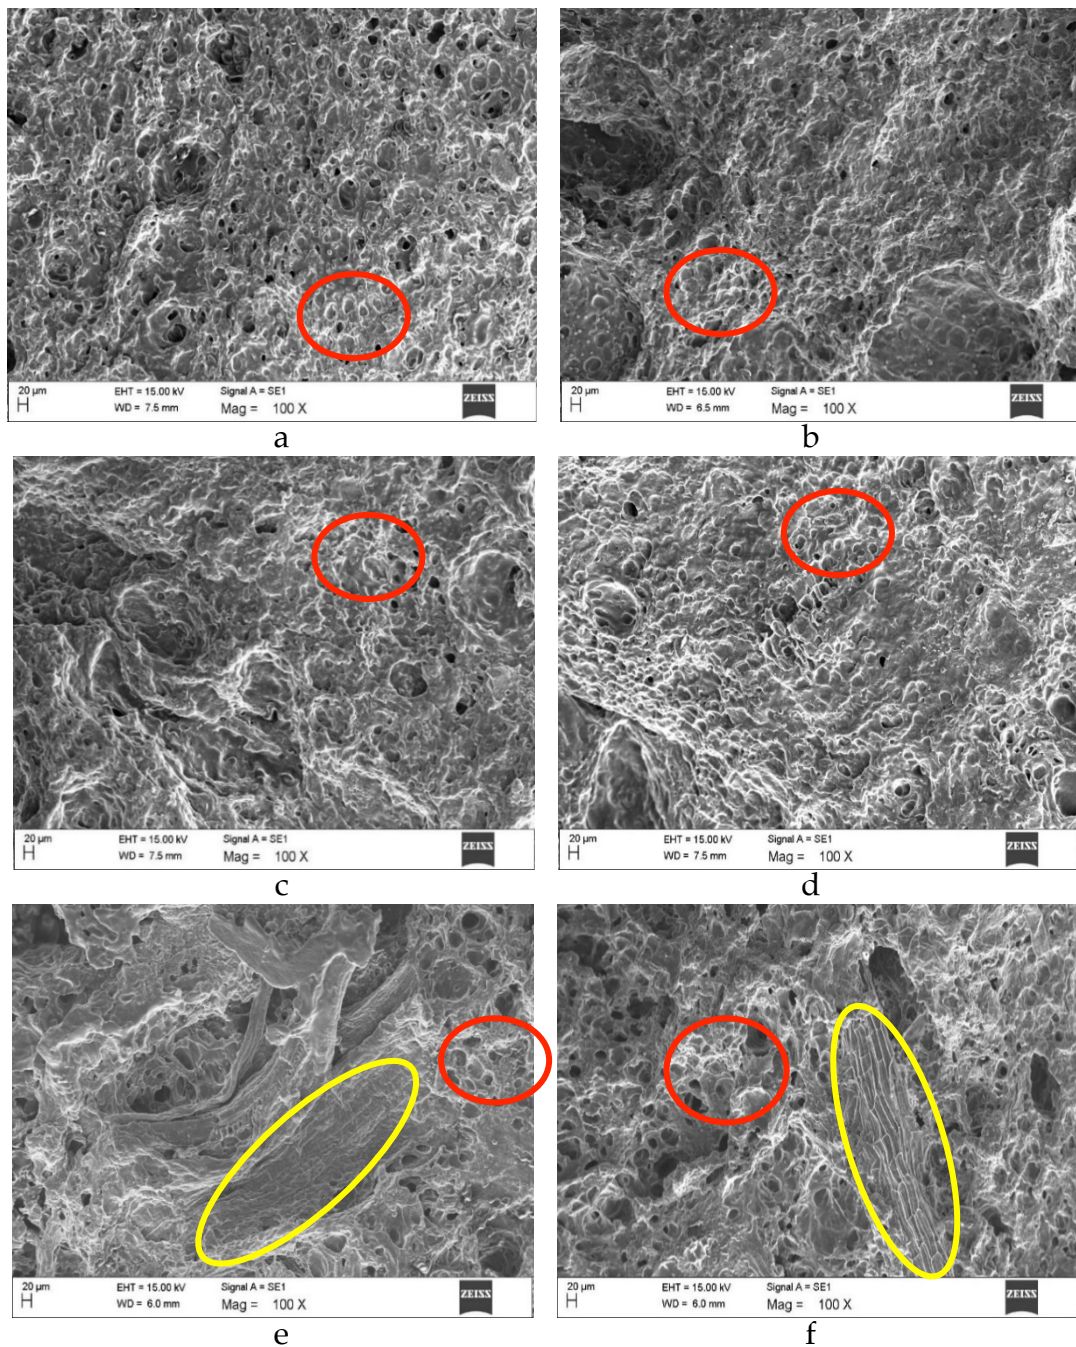 20 µm EHT = 15.00 kV Signal A = SE1 ZEISS
WD = 7.5 mm Mag = 100 X
a
20 µm EHT = 15.00 kV Signal A = SE1 ZEISS
WD = 6.5 mm Mag = 100 X
b
20 µm EHT = 15.00 kV Signal A = SE1 ZEISS
WD = 7.5 mm Mag = 100 X
c
20 µm EHT = 15.00 kV Signal A = SE1 ZEISS
WD = 7.5 mm Mag = 100 X
d
20 µm EHT = 15.00 kV Signal A = SE1 ZEISS
WD = 6.0 mm Mag = 100 X
e
20 µm EHT = 15.00 kV Signal A = SE1 ZEISS
WD = 6.0 mm Mag = 100 X
f